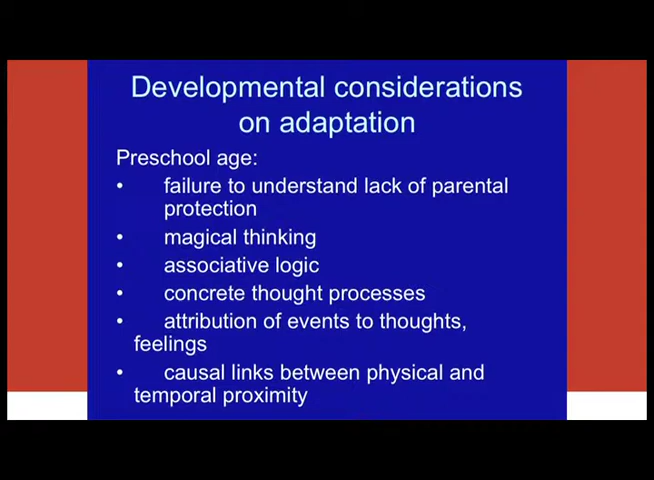 Developmental considerations
on adaptation
Preschool age:
• failure to understand lack of parental
protection
• magical thinking
• associative logic
• concrete thought processes
• attribution of events to thoughts,
feelings
• causal links between physical and
temporal proximity